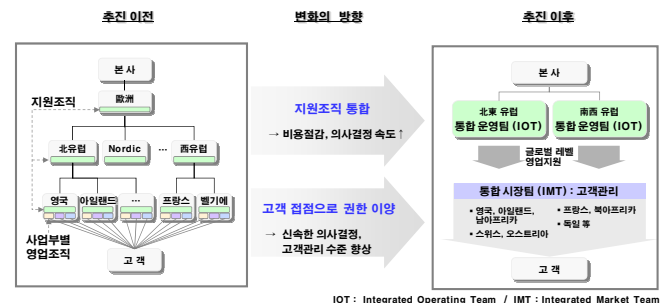 추진 이전
변화의 방향
추진 이후
본사
歐洲
지원조직
北유럽
Nordic
...
西유럽
영국
아일랜드
...
프랑스
벨기에
사업부별
영업조직
고 객
지원조직 통합
→ 비용절감, 의사결정 속도↑
고객 접점으로 권한 이양
→ 신속한 의사결정,
고객관리 수준 향상
본사
北東 유럽
통합 운영팀 (IOT)
南西 유럽
통합 운영팀 (IOT)
글로벌 레벨
영업지원
통합 시장팀 (IMT) : 고객관리
▪ 영국, 아일랜드,
남아프리카
▪ 스위스, 오스트리아
▪ 프랑스, 북아프리카
▪ 독일 등
고 객
IOT : Integrated Operating Team / IMT : Integrated Market Team